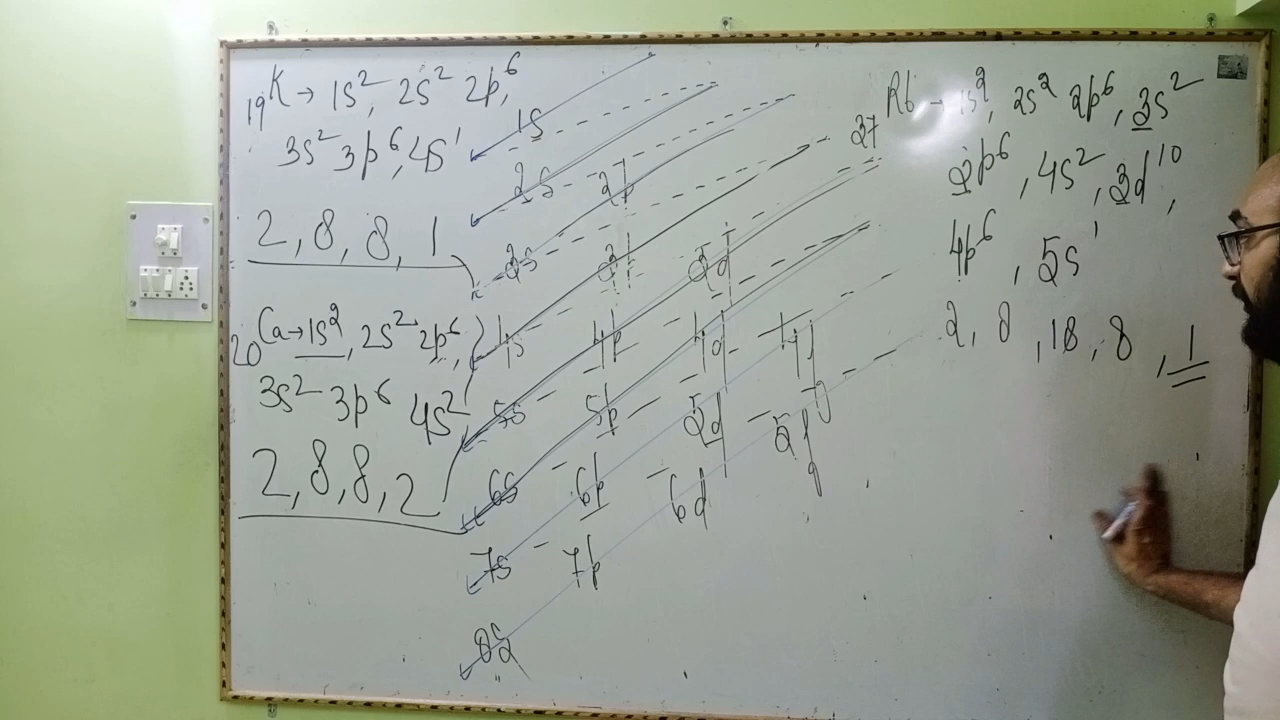 19K → 1s², 2s² 2p⁶,
3s² 3p⁶, 4s¹
2, 8, 8, 1
20Ca → 1s², 2s² 2p⁶,
3s² 3p⁶ 4s²
2, 8, 8, 2
1s
2s 2p
3s 3p 3d
4s 4p 4d 4f
5s 5p 5d 5f
6s 6p 6d
7s 7p
8s
37Rb → 1s², 2s² 2p⁶, 3s²
3p⁶, 4s², 3d¹⁰,
4p⁶, 5s¹
2, 8, 18, 8, 1